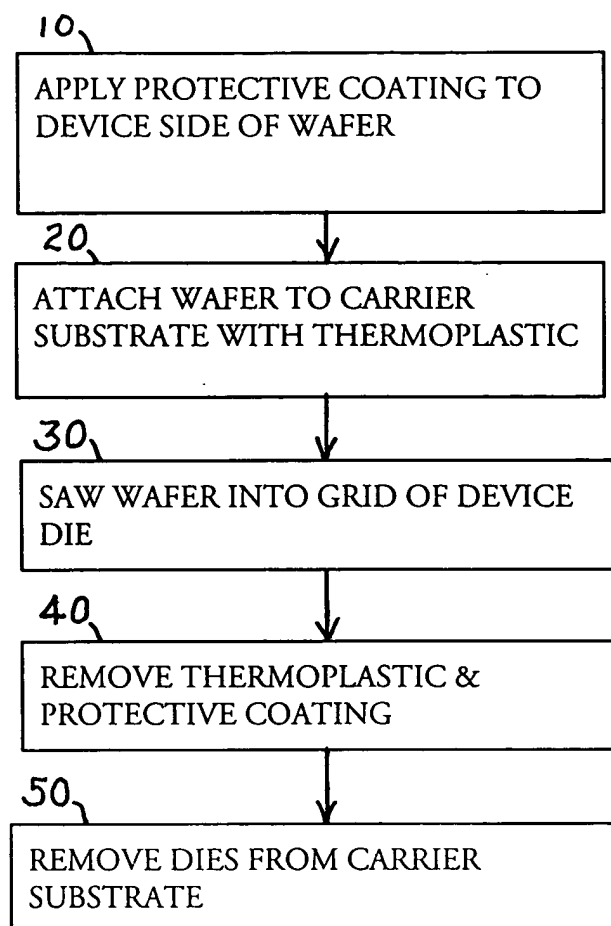 10
APPLY PROTECTIVE COATING TO
DEVICE SIDE OF WAFER
20
ATTACH WAFER TO CARRIER
SUBSTRATE WITH THERMOPLASTIC
30
SAW WAFER INTO GRID OF DEVICE
DIE
40
REMOVE THERMOPLASTIC &
PROTECTIVE COATING
50
REMOVE DIES FROM CARRIER
SUBSTRATE